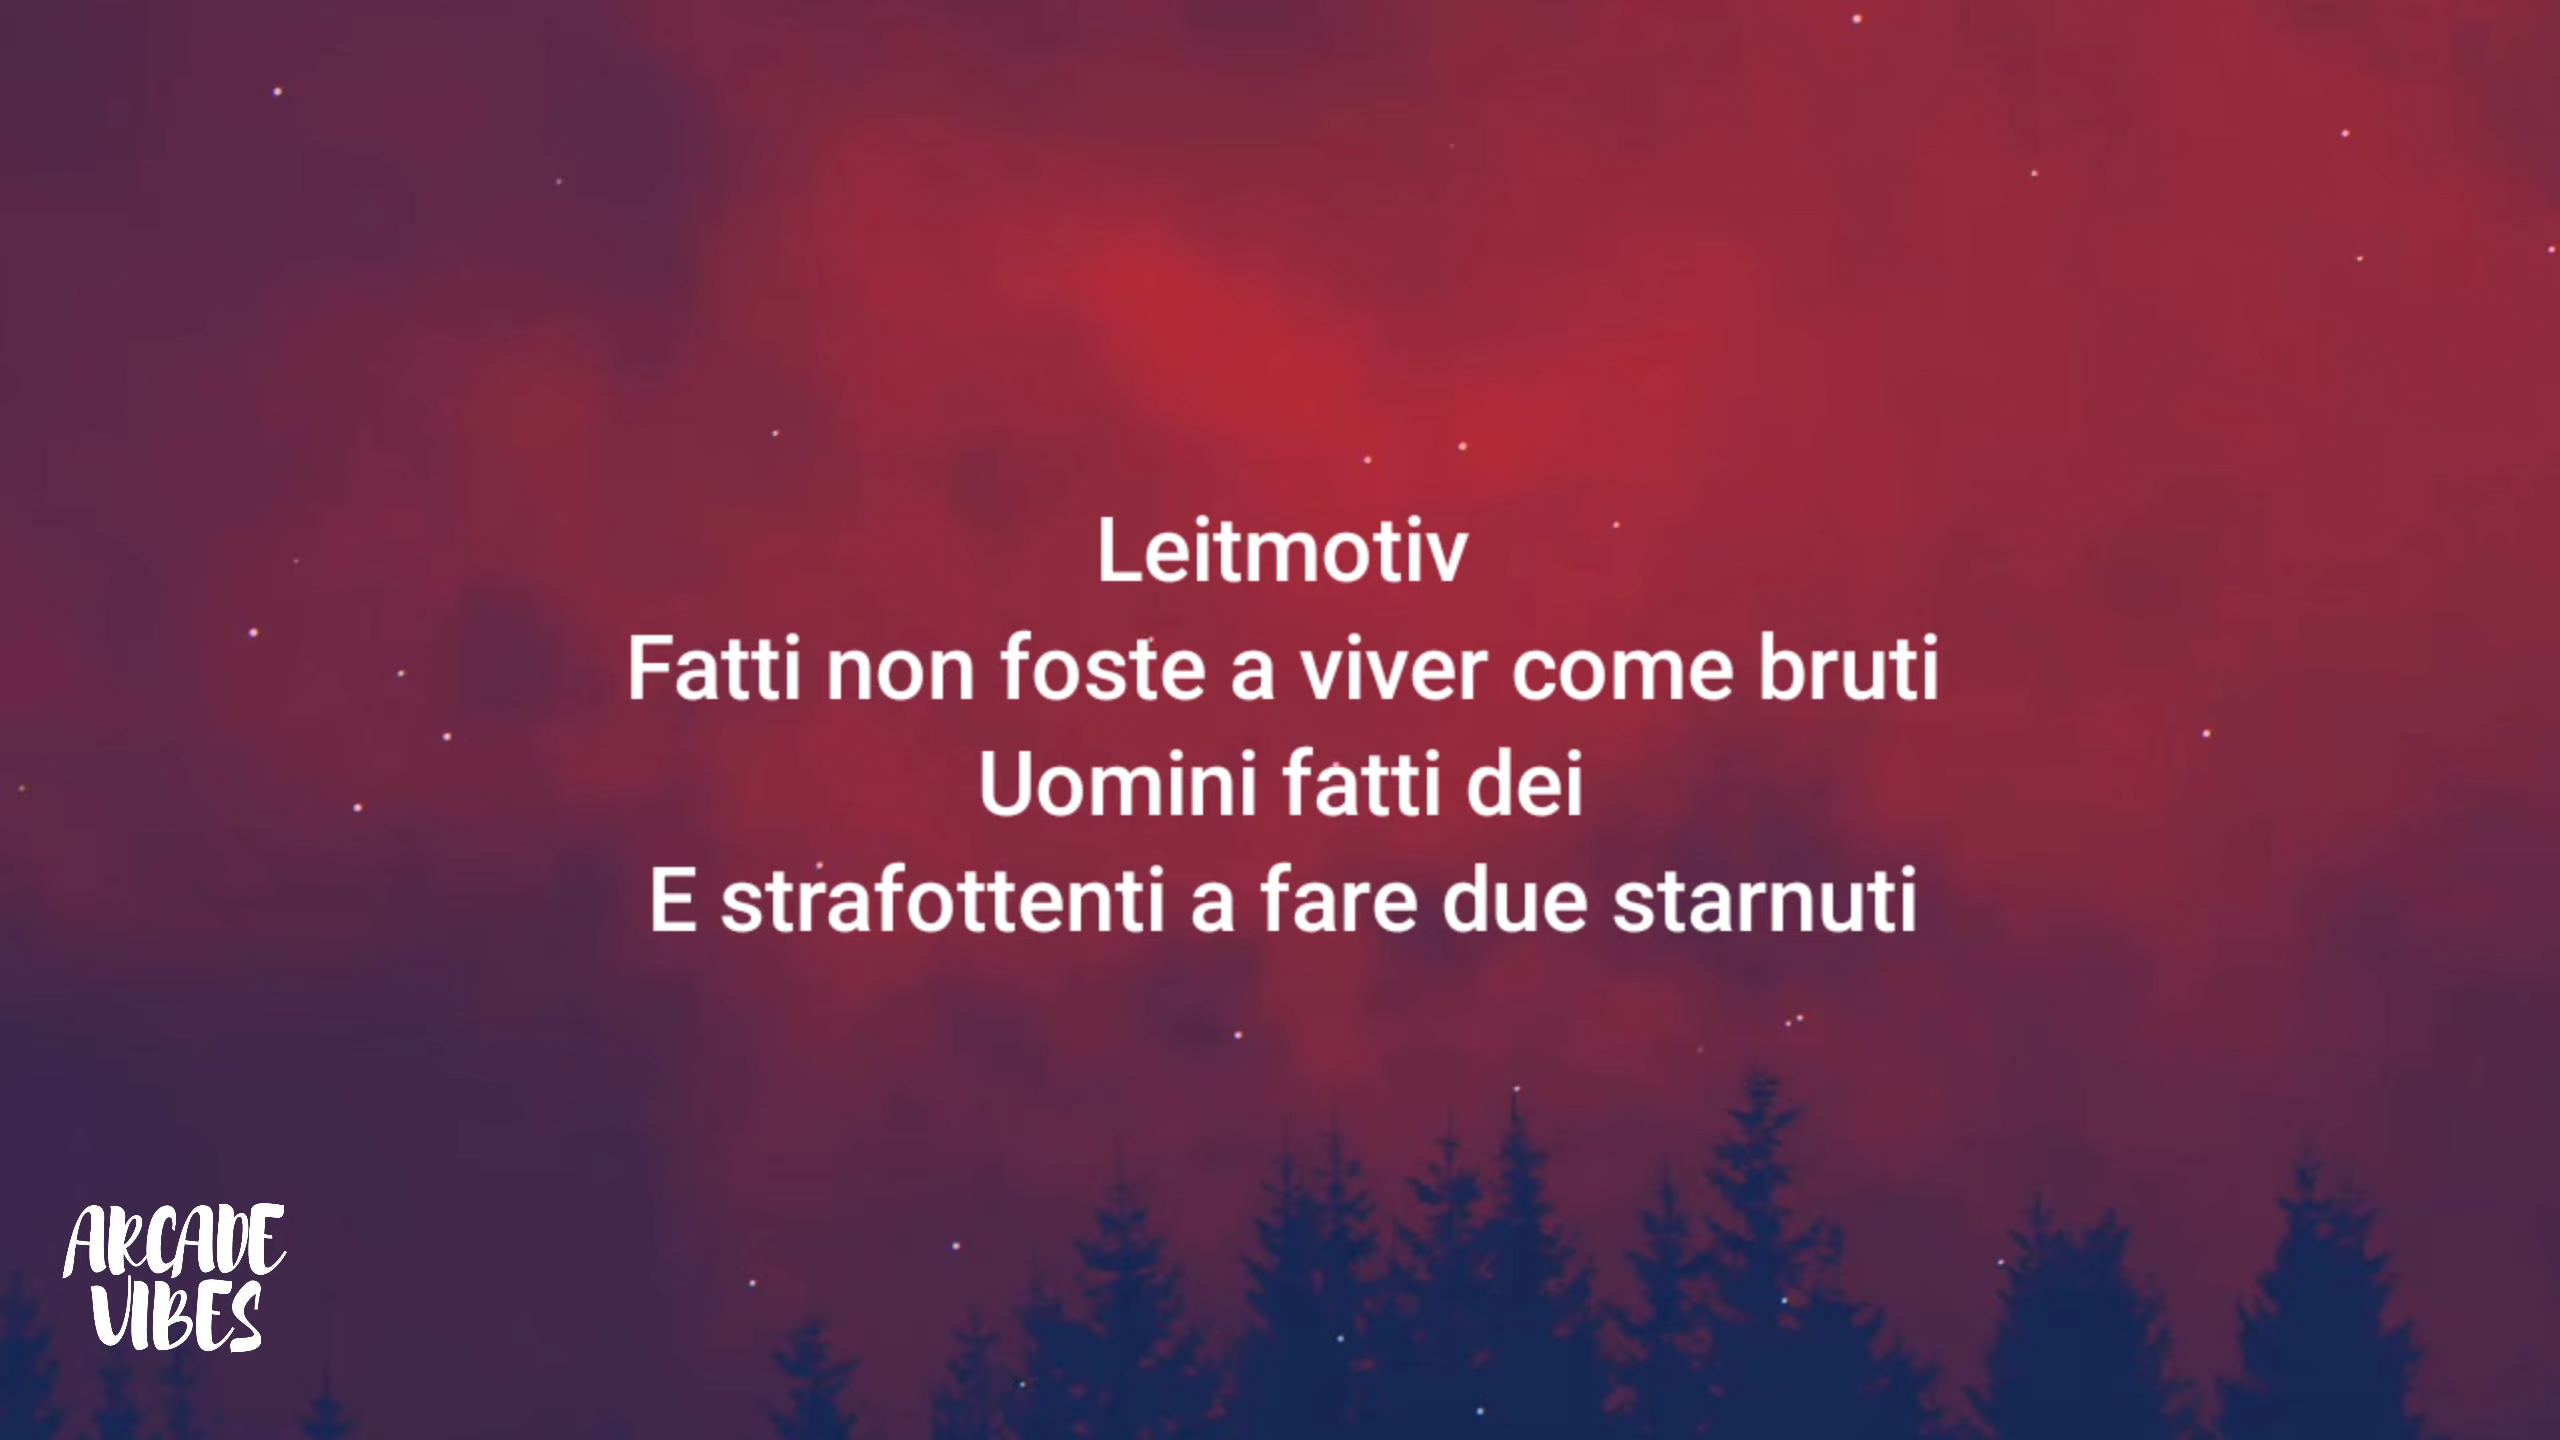 Leitmotiv
Fatti non foste a viver come bruti
Uomini fatti dei
E strafottenti a fare due starnuti
ARCADE
VIBES